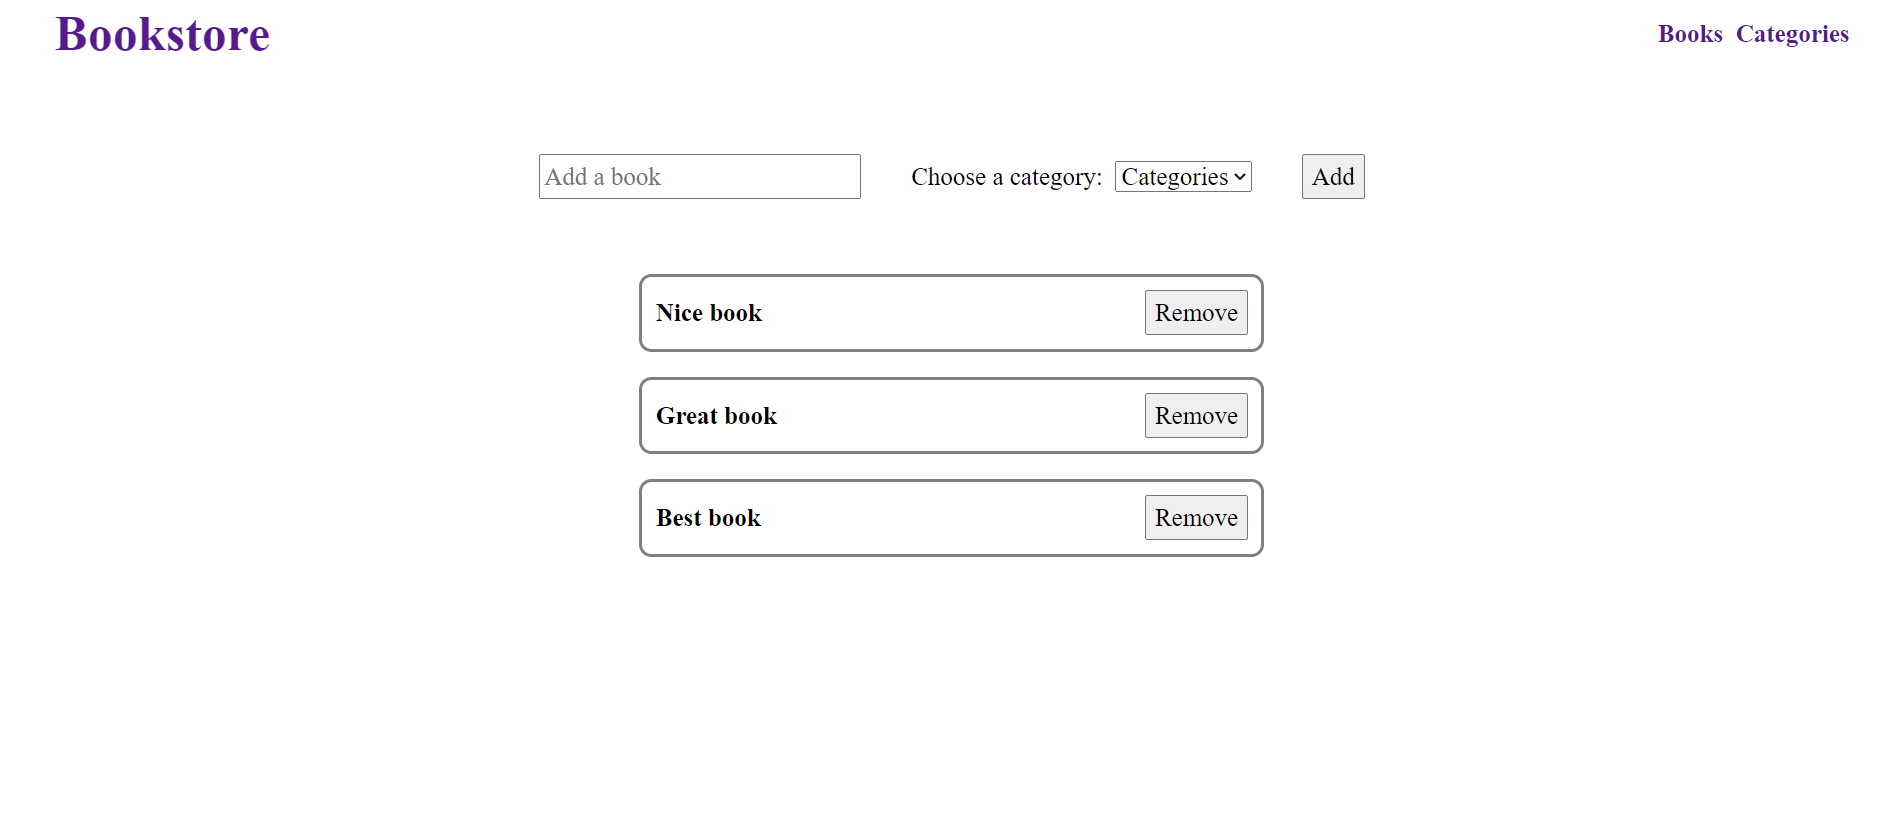 Bookstore Books Categories
Add a book Choose a category: Categories Add
Nice book Remove
Great book Remove
Best book Remove